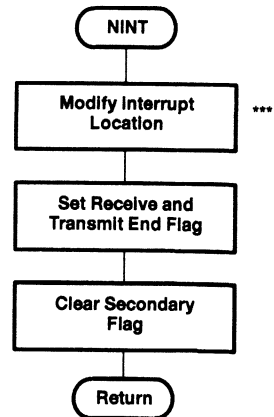 NINT
Modify Interrupt
Location
***
Set Receive and
Transmit End Flag
Clear Secondary
Flag
Return